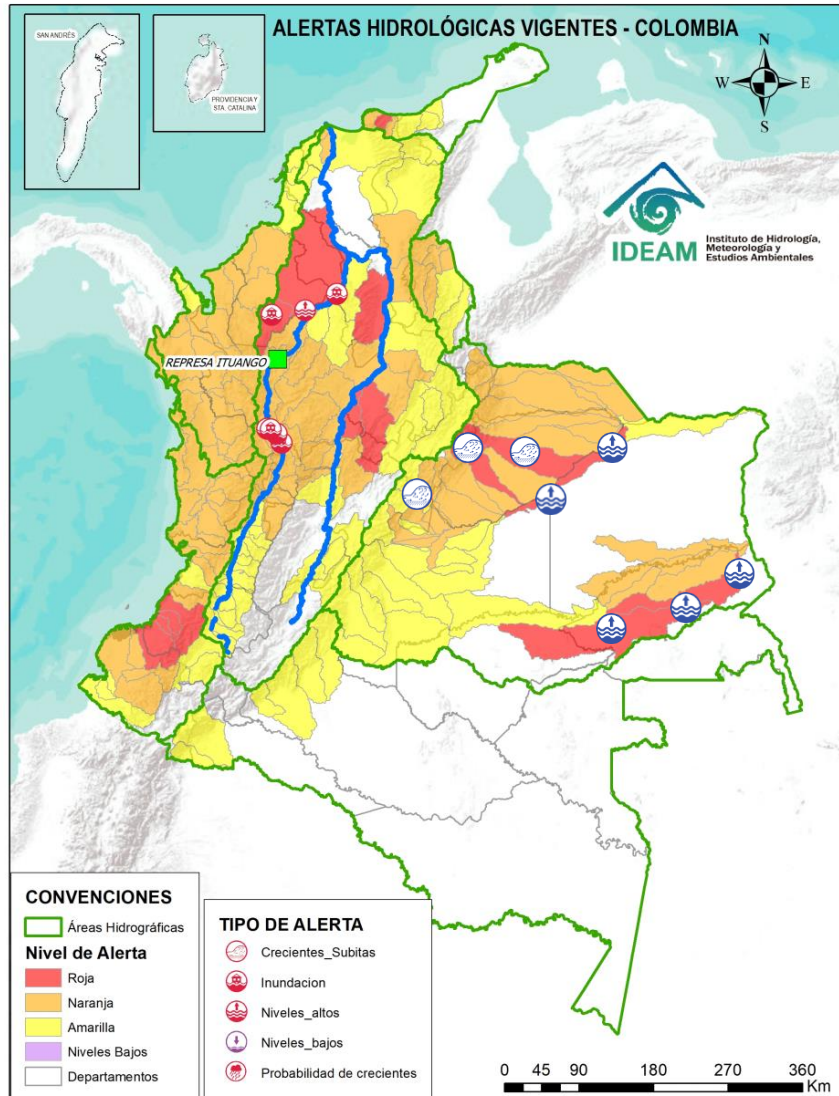 ALERTAS HIDROLÓGICAS VIGENTES - COLOMBIA
SAN ANDRÉS
PROVIDENCIA Y
STA. CATALINA
N
W
E
S
IDEAM
Instituto de Hidrología,
Meteorología y
Estudios Ambientales
REPRESA ITUANGO
CONVENCIONES
Áreas Hidrográficas
Nivel de Alerta
Roja
Naranja
Amarilla
Niveles Bajos
Departamentos
TIPO DE ALERTA
Crecientes_Subitas
Inundacion
Niveles_altos
Niveles_bajos
Probabilidad de crecientes
0 45 90 180 270 360
Km